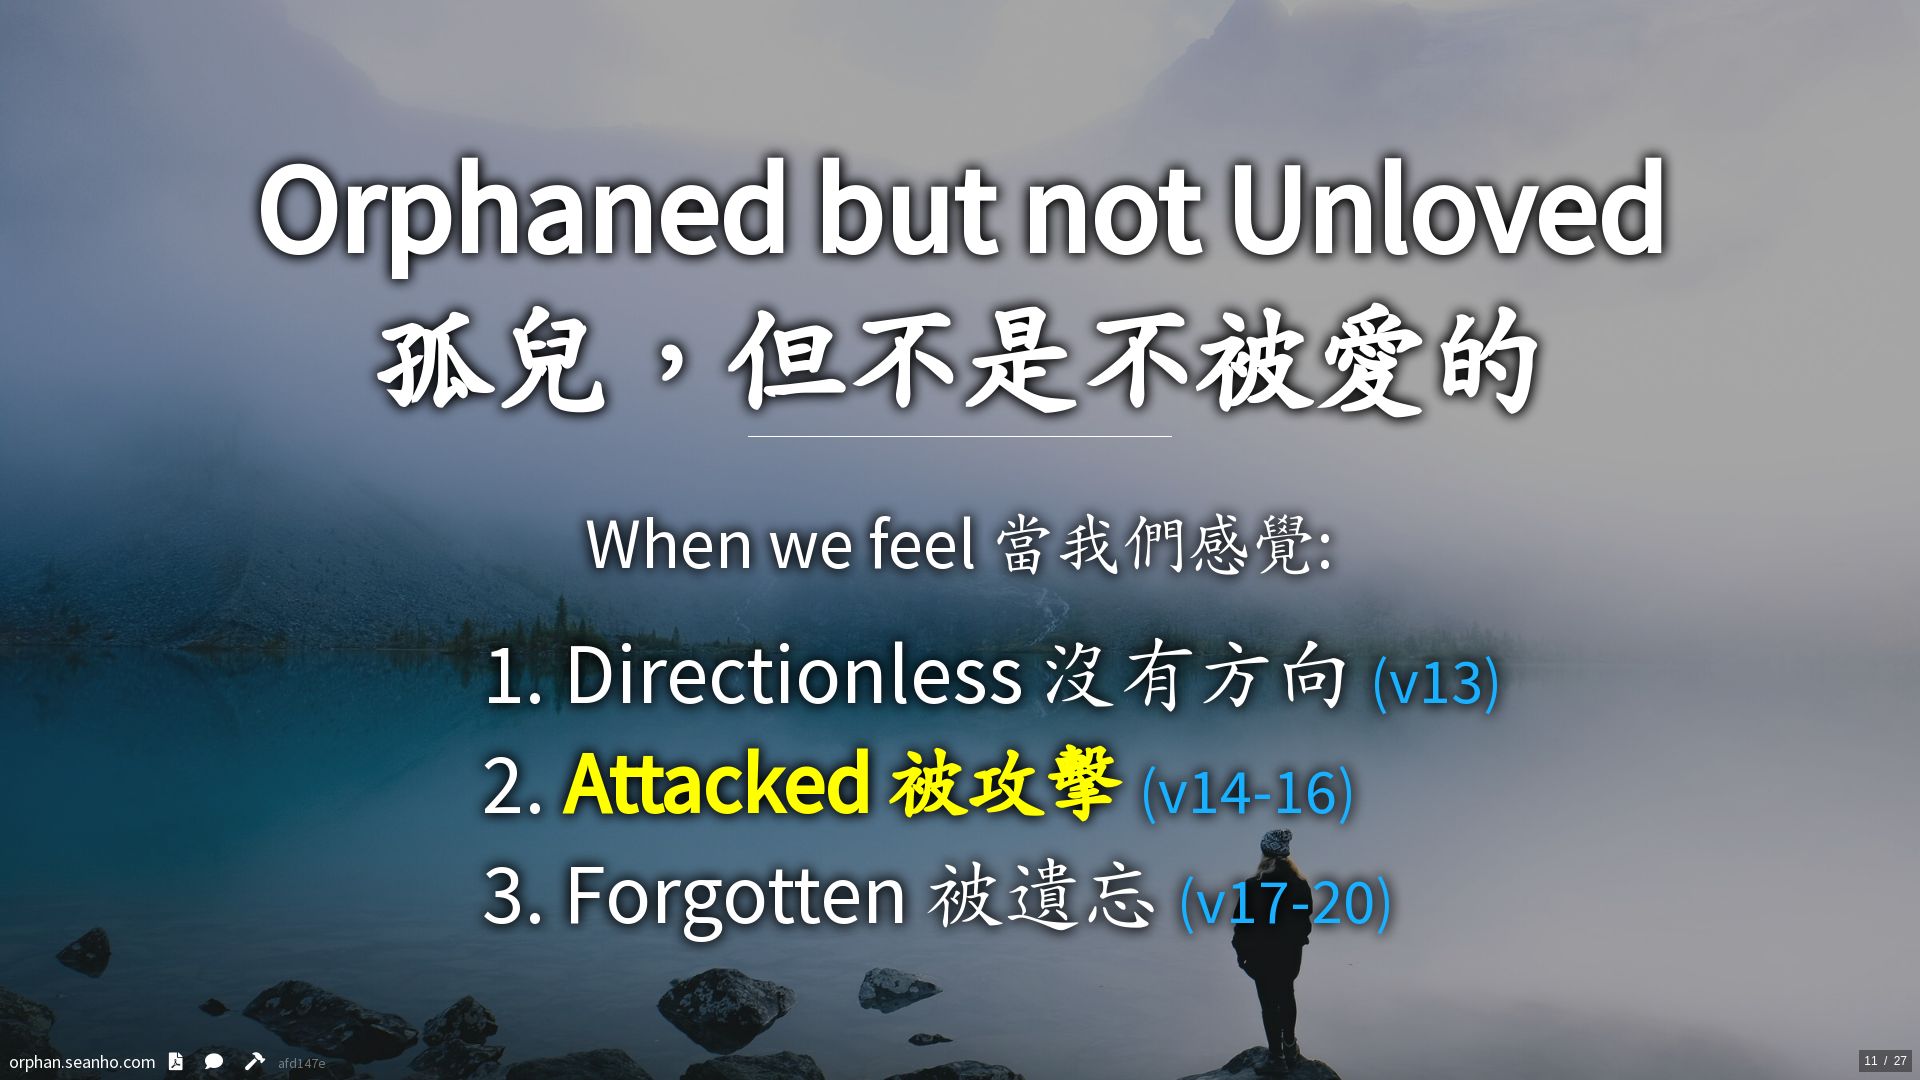 Orphaned but not Unloved
孤兒，但不是不被愛的
When we feel 當我們感覺:
1. Directionless 沒有方向 (v13)
2. Attacked 被攻擊 (v14-16)
3. Forgotten 被遺忘 (v17-20)
orphan.seanho.com afd147e
11 / 27